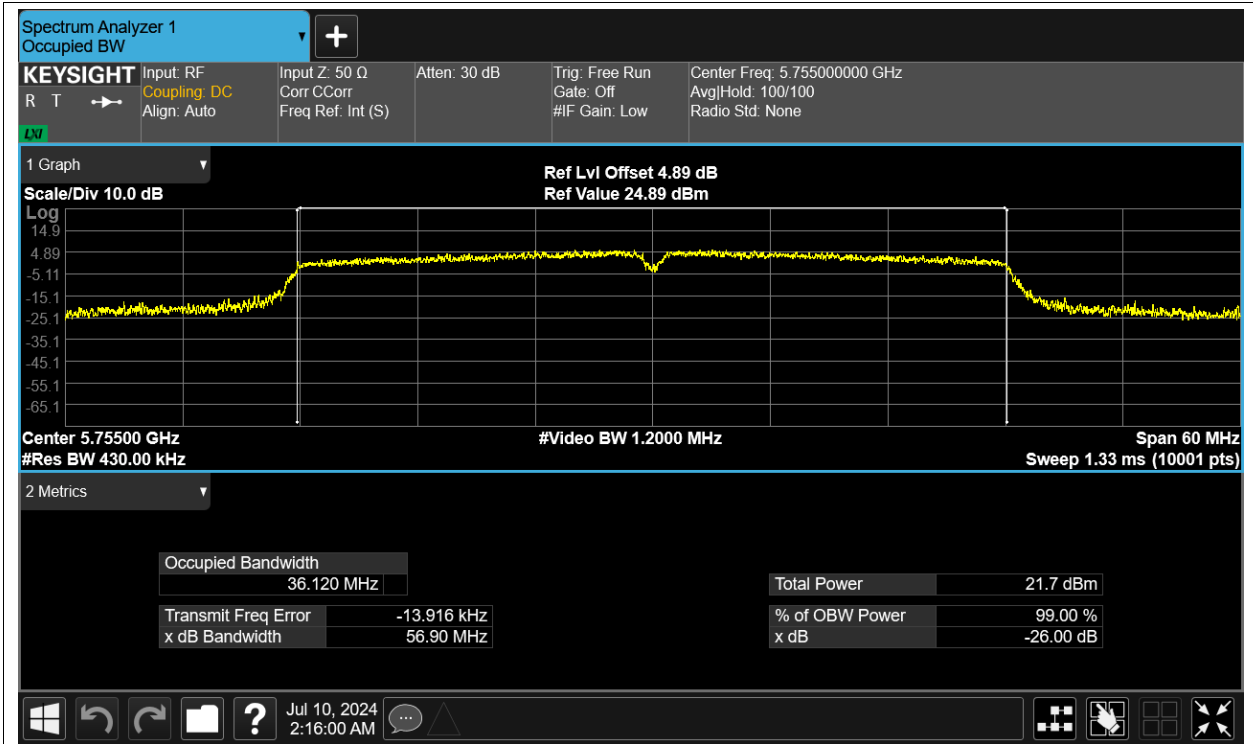 Spectrum Analyzer 1
Occupied BW
KEYSIGHT
R T
LXI
Input: RF
Coupling: DC
Align: Auto
Input Z: 50 Ω
Corr CCorr
Freq Ref: Int (S)
Atten: 30 dB
Trig: Free Run
Gate: Off
#IF Gain: Low
Center Freq: 5.755000000 GHz
Avg|Hold: 100/100
Radio Std: None
1 Graph
Scale/Div 10.0 dB
Ref Lvl Offset 4.89 dB
Ref Value 24.89 dBm
Log
14.9
4.89
-5.11
-15.1
-25.1
-35.1
-45.1
-55.1
-65.1
Center 5.75500 GHz
#Res BW 430.00 kHz
#Video BW 1.2000 MHz
Span 60 MHz
Sweep 1.33 ms (10001 pts)
2 Metrics
Occupied Bandwidth
36.120 MHz
Transmit Freq Error -13.916 kHz
x dB Bandwidth 56.90 MHz
Total Power 21.7 dBm
% of OBW Power 99.00 %
x dB -26.00 dB
?
Jul 10, 2024
2:16:00 AM